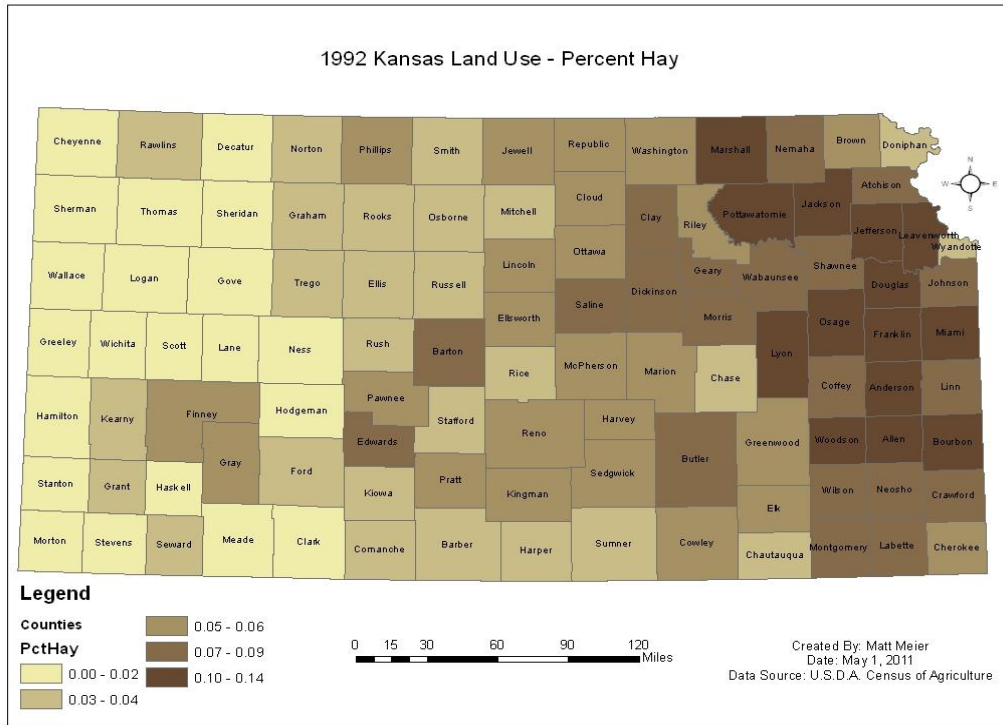 1992 Kansas Land Use - Percent Hay
Cheyenne
Rawlins
Decatur
Norton
Phillips
Smith
Jewell
Republic
Washington
Marshall
Nemaha
Brown
Doniphan
Atchison
N
W
E
S
Sherman
Thomas
Sheridan
Graham
Rooks
Osborne
Mitchell
Cloud
Clay
Riley
Pottawatomie
Jackson
Jefferson
Leavenworth
Wyandotte
Wallace
Logan
Gove
Trego
Ellis
Russell
Lincoln
Ottawa
Dickinson
Geary
Wabaunsee
Shawnee
Douglas
Johnson
Greeley
Wichita
Scott
Lane
Ness
Rush
Barton
Ellsworth
Saline
Morris
Lyon
Osage
Franklin
Miami
Hamilton
Kearny
Finney
Hodgeman
Pawnee
Rice
McPherson
Marion
Chase
Coffey
Anderson
Linn
Edwards
Stafford
Reno
Harvey
Greenwood
Woodson
Allen
Bourbon
Stanton
Grant
Haskell
Gray
Ford
Kiowa
Pratt
Kingman
Sedgwick
Butler
Elk
Wilson
Neosho
Crawford
Morton
Stevens
Seward
Meade
Clark
Comanche
Barber
Harper
Sumner
Cowley
Chautauqua
Montgomery
Labette
Cherokee
Legend
Counties
PctHay
0.00 - 0.02
0.03 - 0.04
0.05 - 0.06
0.07 - 0.09
0.10 - 0.14
0 15 30 60 90 120
Miles
Created By: Matt Meier
Date: May 1, 2011
Data Source: U.S.D.A. Census of Agriculture